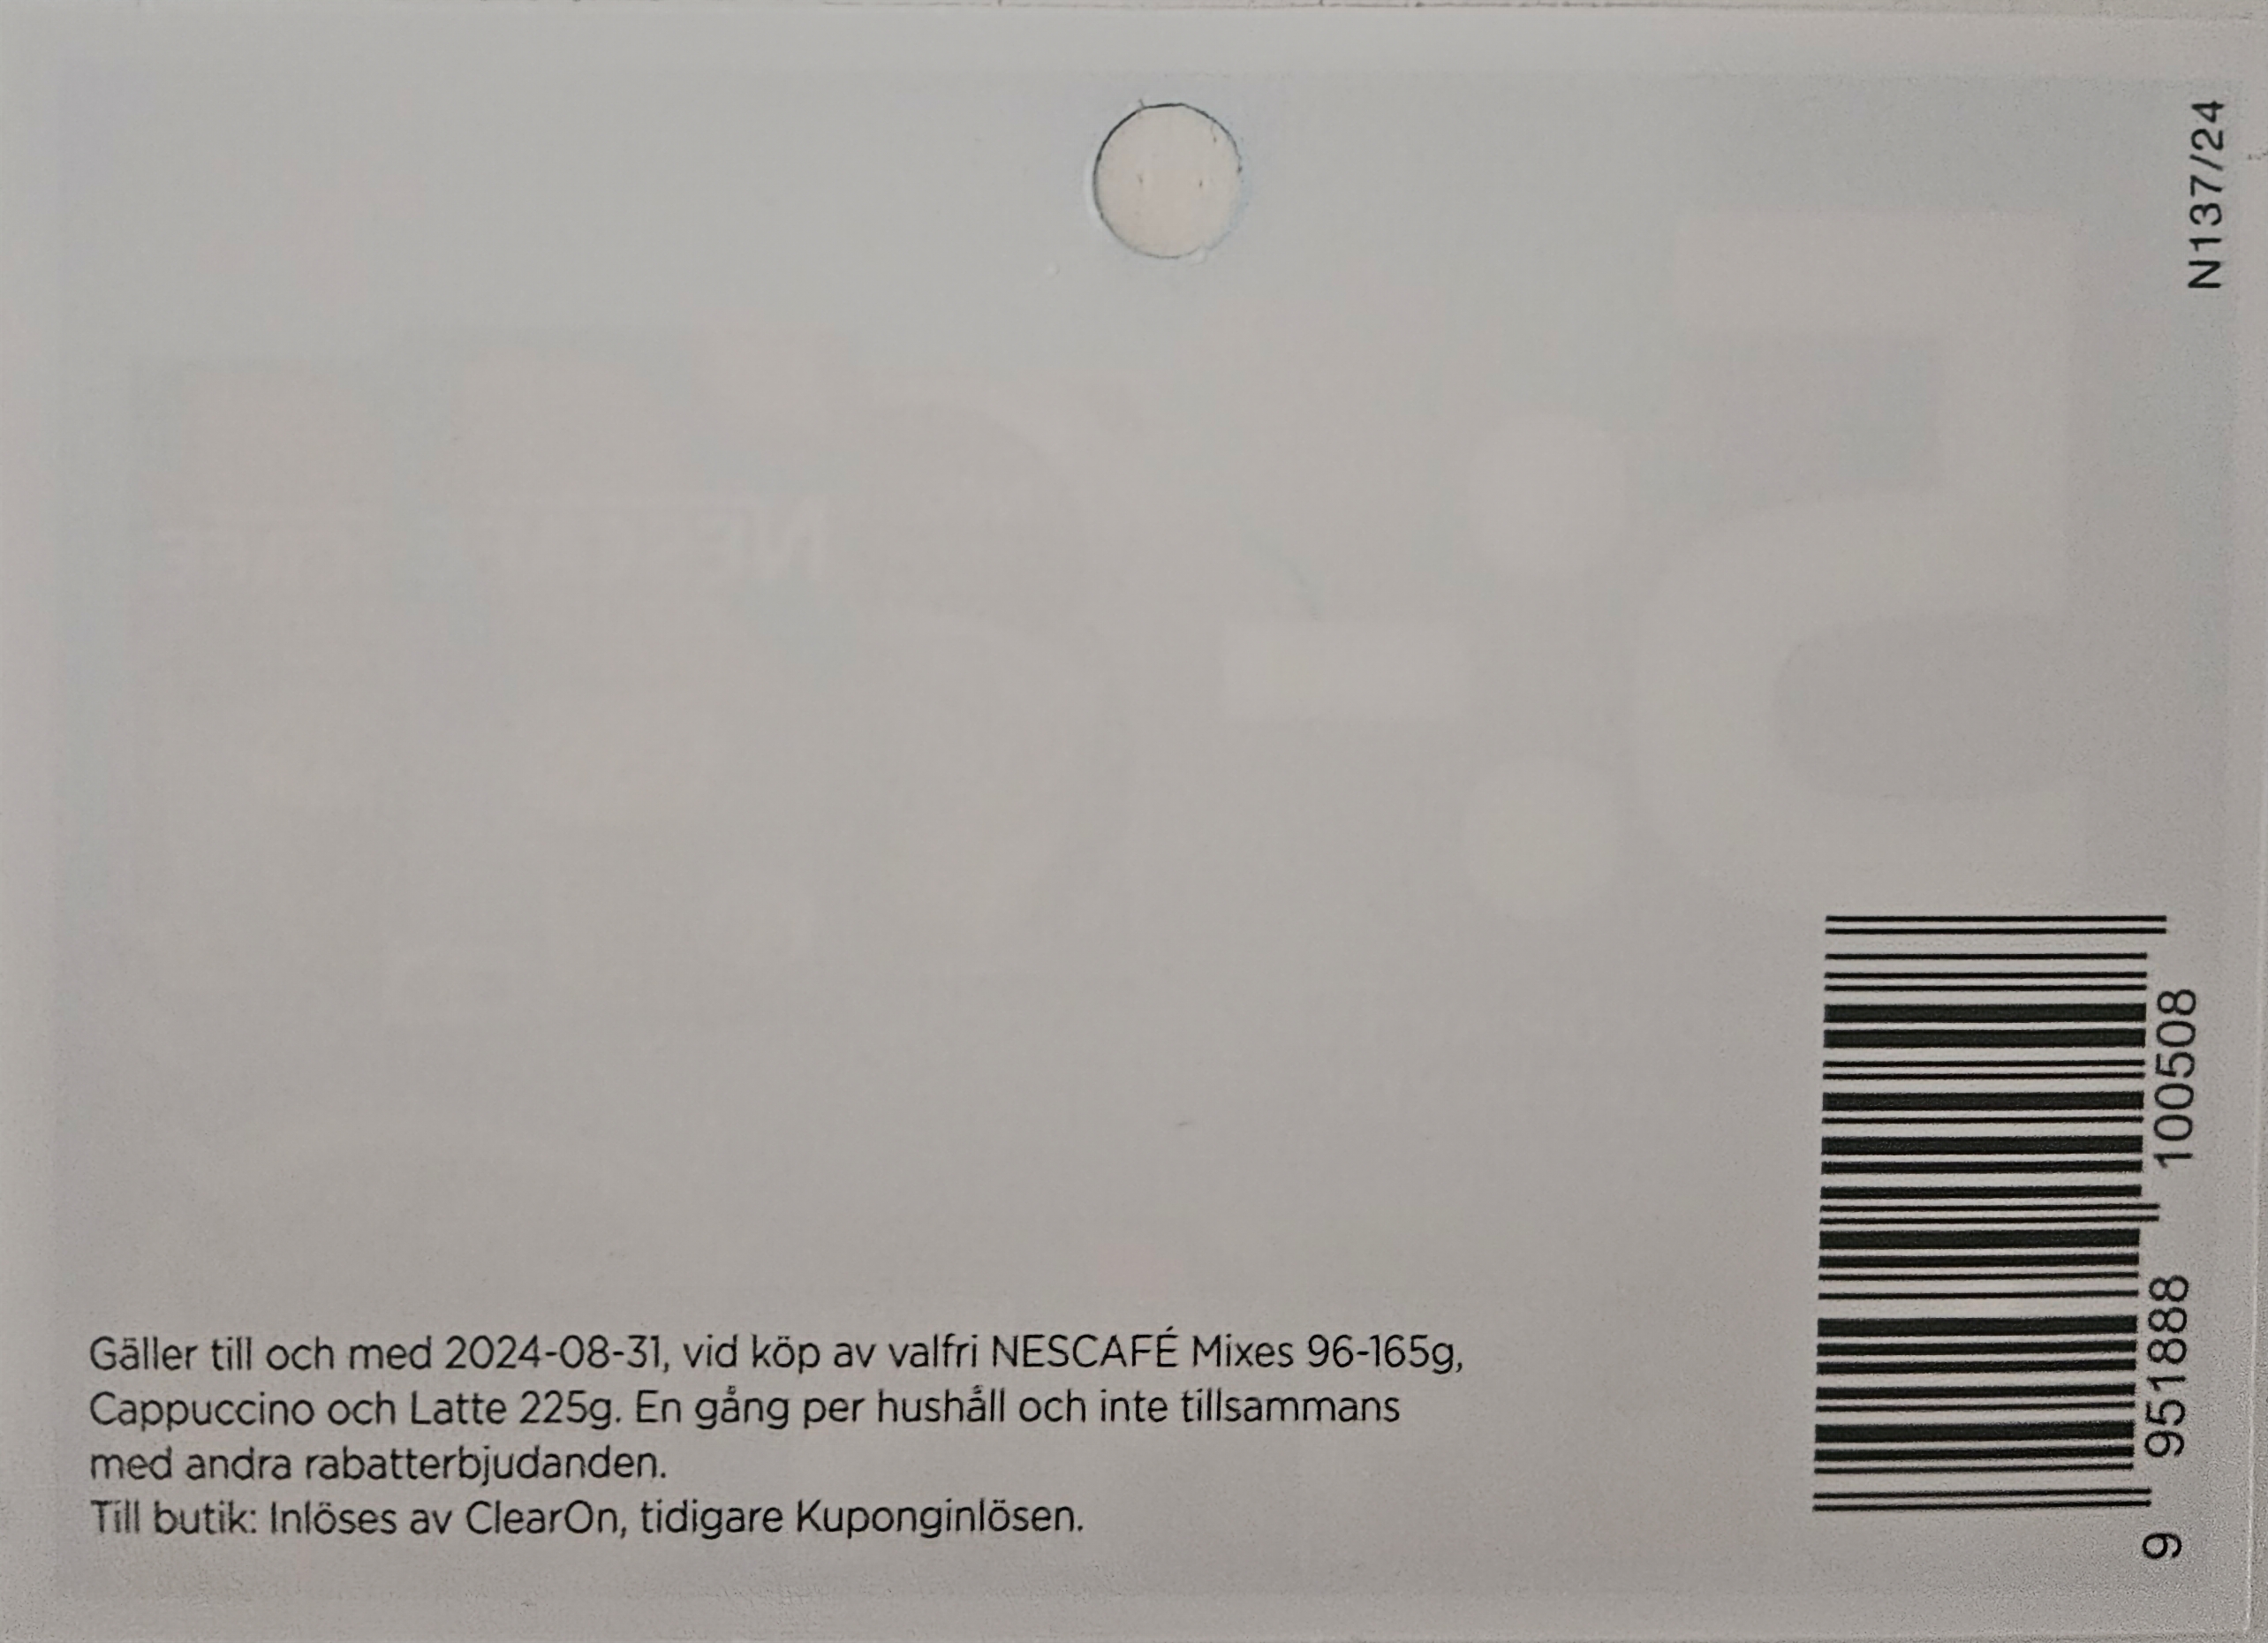 N137/24
Gäller till och med 2024-08-31, vid köp av valfri NESCAFÉ Mixes 96-165g,
Cappuccino och Latte 225g. En gång per hushåll och inte tillsammans
med andra rabatterbjudanden.
Till butik: Inlöses av ClearOn, tidigare Kuponginlösen.
9 951888 100508